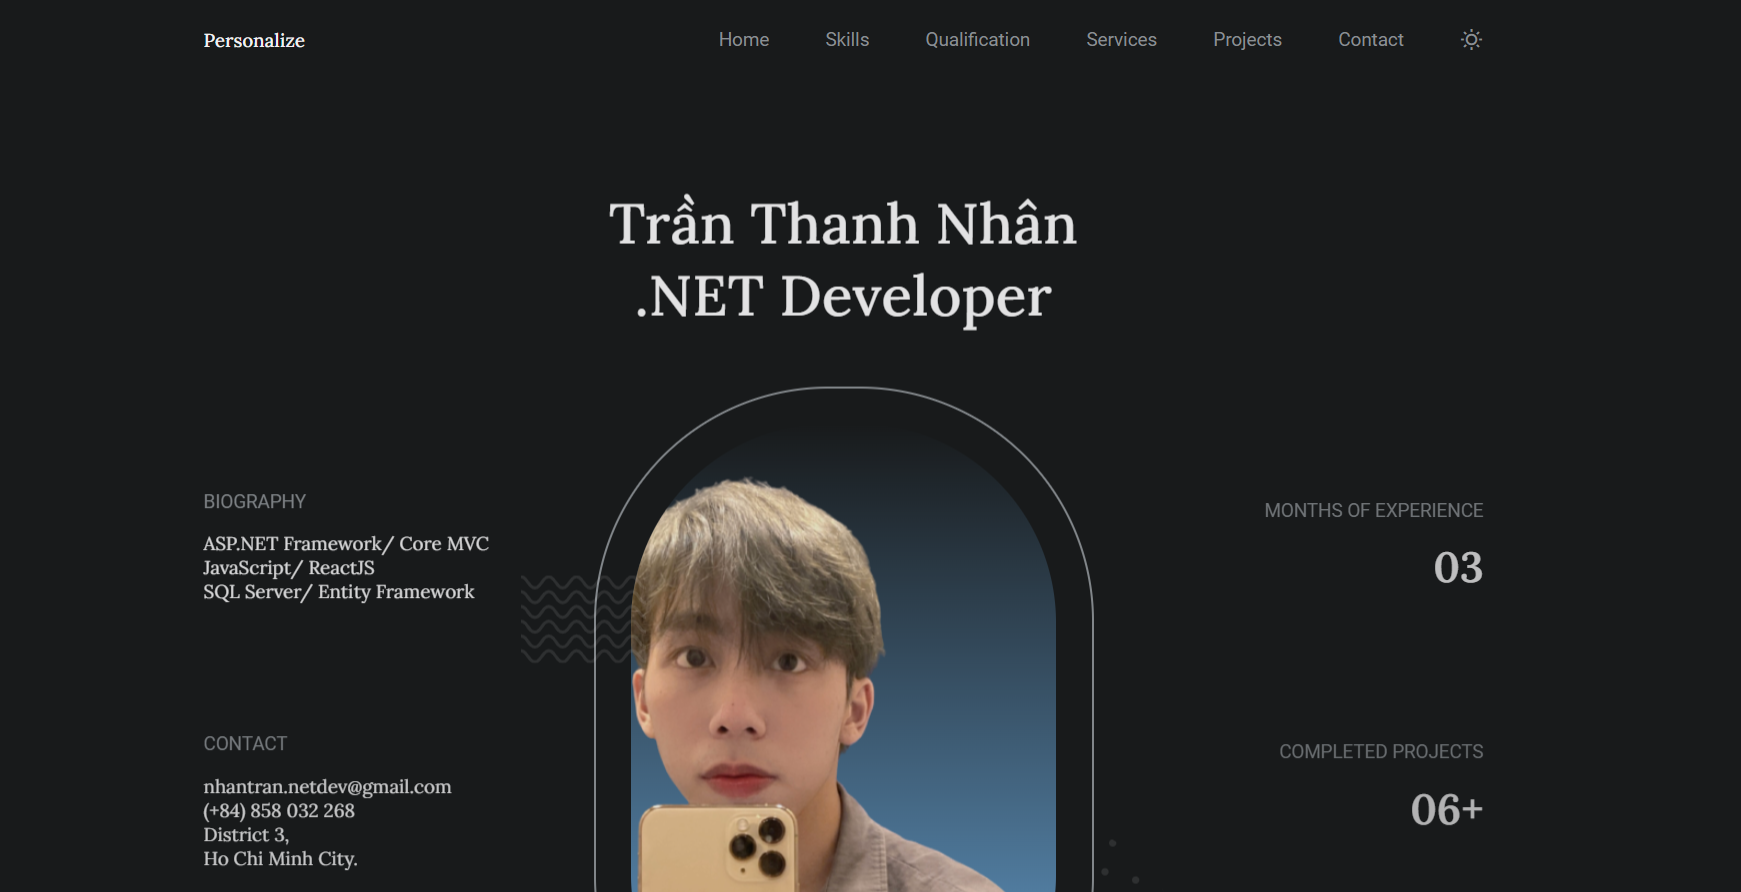 Personalize
Home Skills Qualification Services Projects Contact
Trần Thanh Nhân
.NET Developer
BIOGRAPHY
ASP.NET Framework/ Core MVC
JavaScript/ ReactJS
SQL Server/ Entity Framework
MONTHS OF EXPERIENCE
03
CONTACT
nhantran.netdev@gmail.com
(+84) 858 032 268
District 3,
Ho Chi Minh City.
COMPLETED PROJECTS
06+